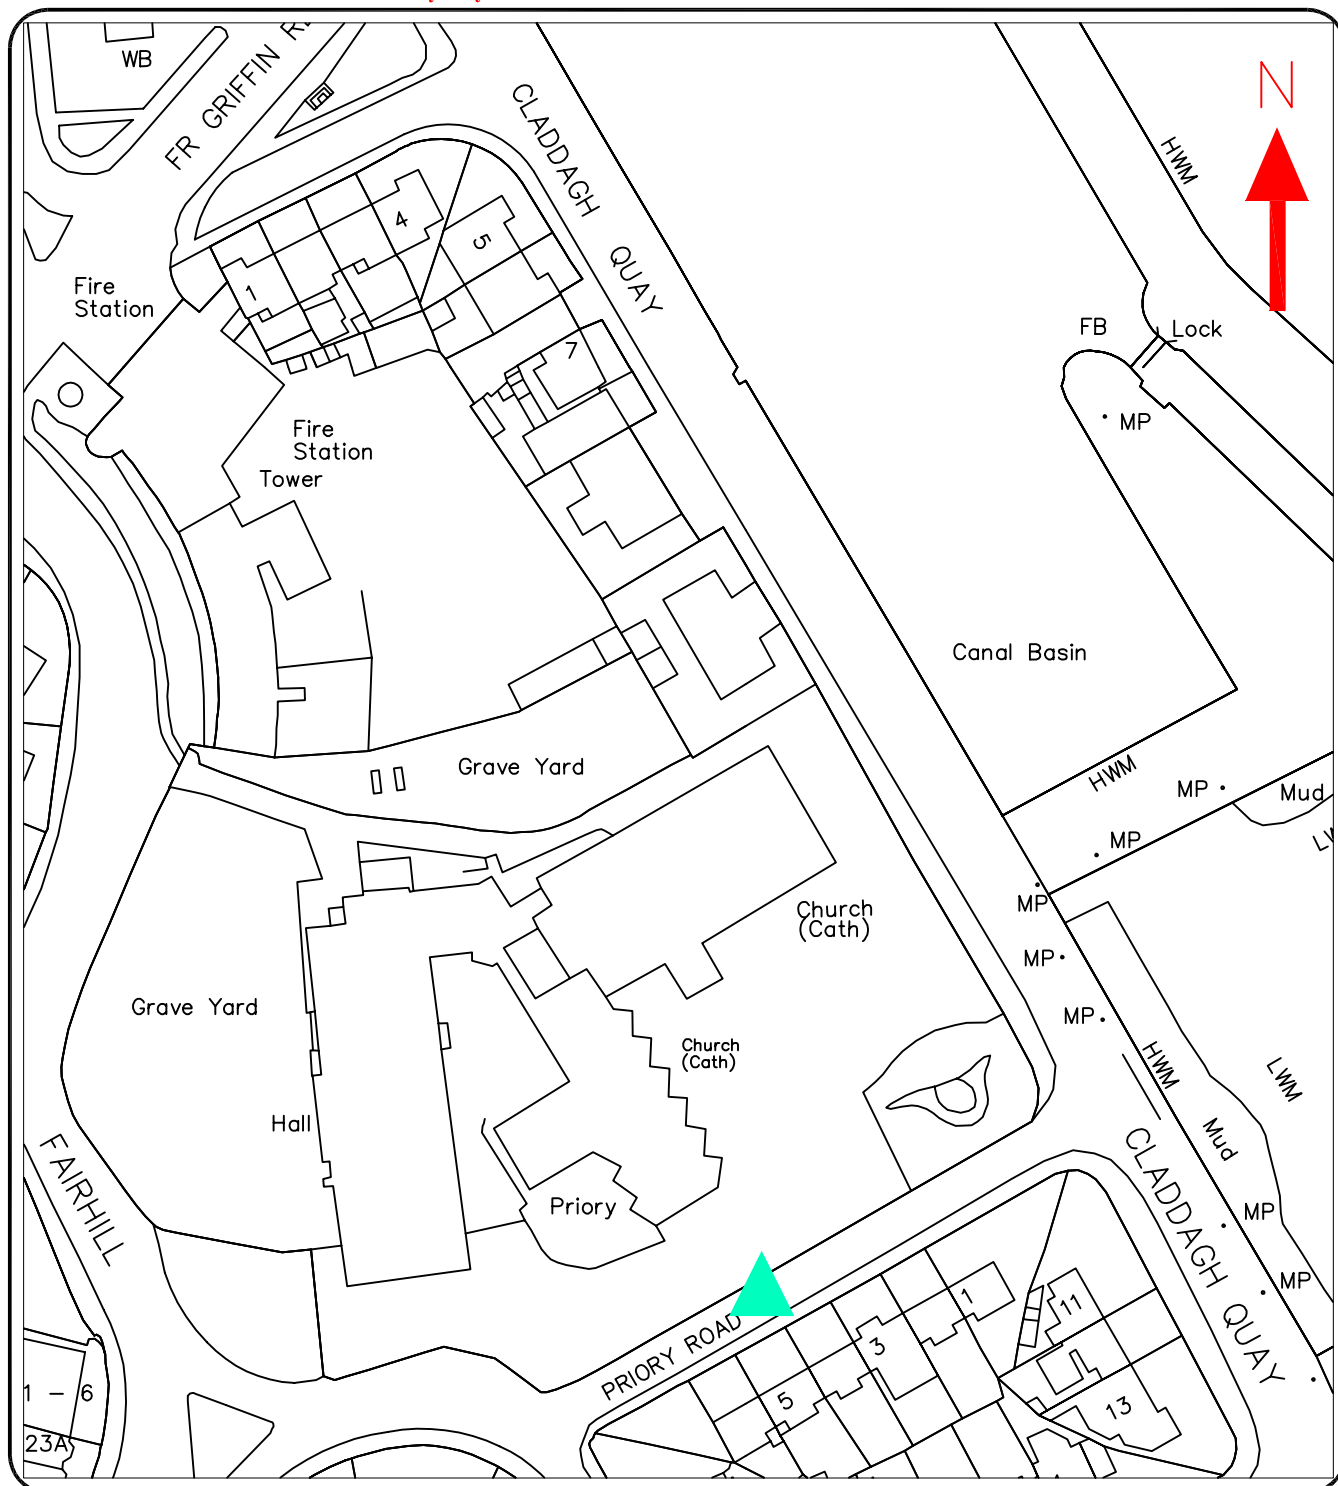 WB
FR GRIFFIN
N
CLADDAGH
QUAY
HWM
4
5
1
Fire
Station
FB
Lock
7
MP
Fire
Station
Tower
Canal Basin
Grave Yard
HWM
MP
Mud
MP
MP
Church
(Cath)
MP
Grave Yard
MP
Church
(Cath)
HWM
LWM
Hall
Mud
FAIRHILL
CLADDAGH QUAY
Priory
MP
MP
PRIORY ROAD
1
11
3
5
13
1 - 6
23A